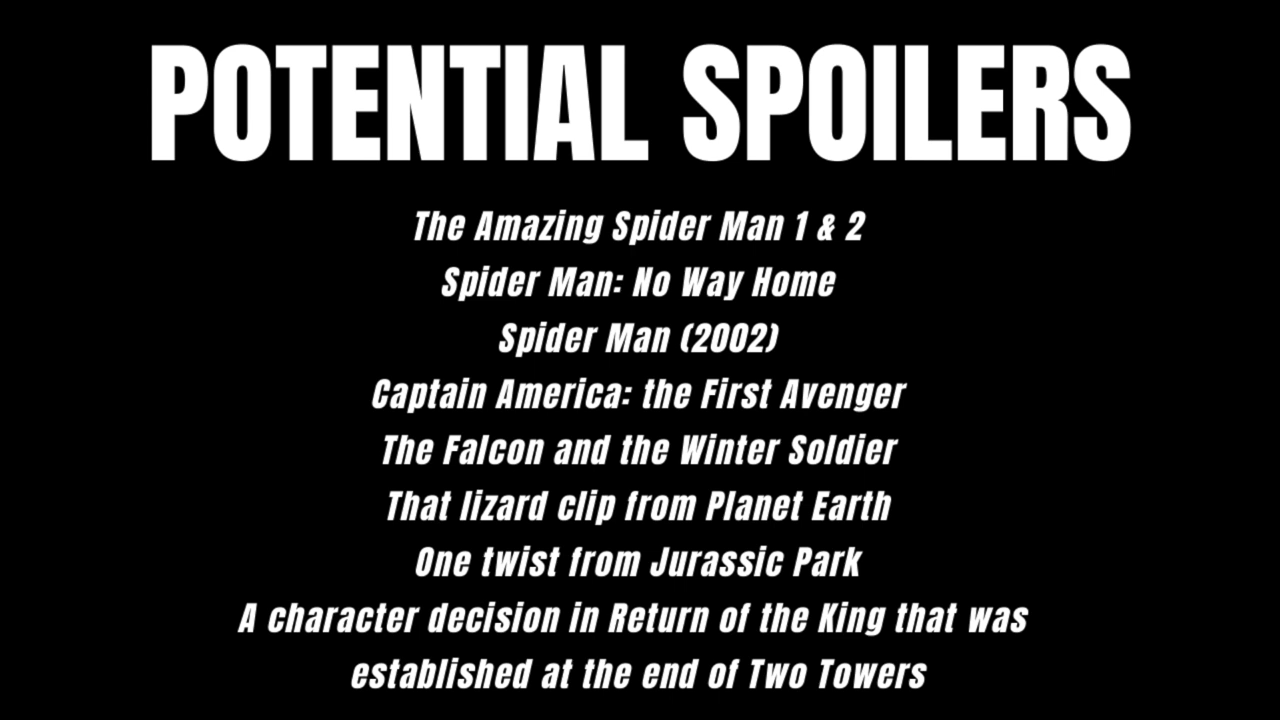 POTENTIAL SPOILERS
The Amazing Spider Man 1 & 2
Spider Man: No Way Home
Spider Man (2002)
Captain America: the First Avenger
The Falcon and the Winter Soldier
That lizard clip from Planet Earth
One twist from Jurassic Park
A character decision in Return of the King that was
established at the end of Two Towers